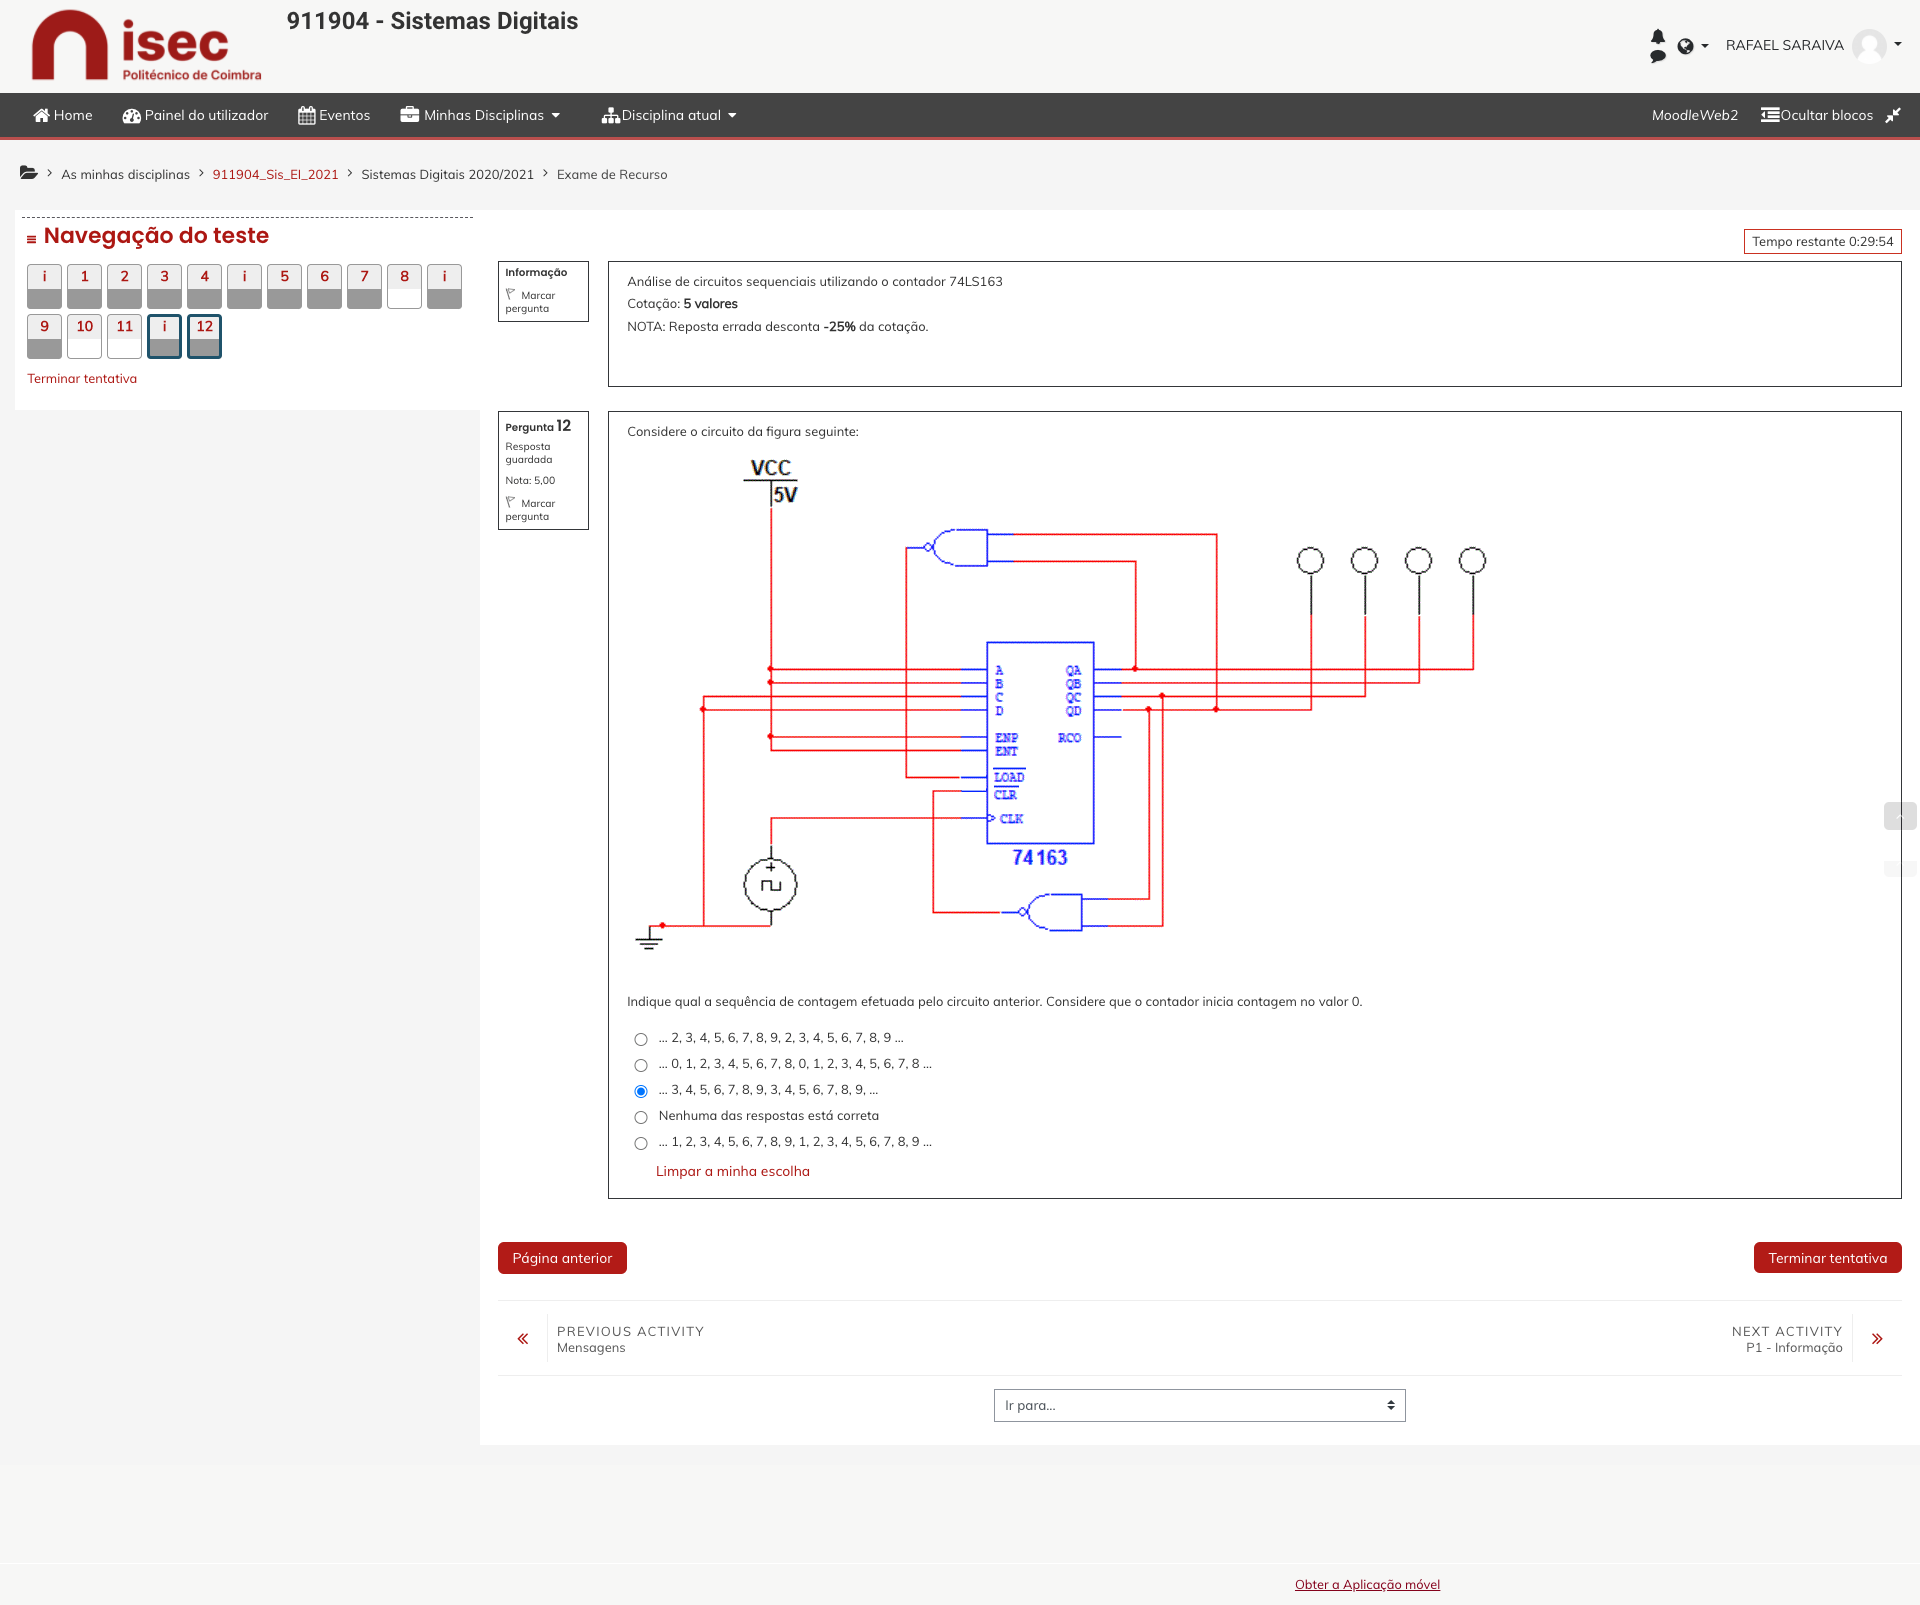 isec
Politécnico de Coimbra
911904 - Sistemas Digitais
RAFAEL SARAIVA
Home
Painel do utilizador
Eventos
Minhas Disciplinas
Disciplina atual
MoodleWeb2
Ocultar blocos
As minhas disciplinas
911904_Sis_El_2021
Sistemas Digitais 2020/2021
Exame de Recurso
Navegação do teste
i 1 2 3 4 i 5 6 7 8 i
9 10 11 i 12
Terminar tentativa
Tempo restante 0:29:54
Informação
Marcar
pergunta
Análise de circuitos sequenciais utilizando o contador 74LS163
Cotação: 5 valores
NOTA: Reposta errada desconta -25% da cotação.
Pergunta 12
Resposta
guardada
Nota: 5,00
Marcar
pergunta
Considere o circuito da figura seguinte:
VCC
5V
A QA
B QB
C QC
D QD
ENP RCO
ENT
LOAD
CLR
CLK
74163
Indique qual a sequência de contagem efetuada pelo circuito anterior. Considere que o contador inicia contagem no valor 0.
... 2, 3, 4, 5, 6, 7, 8, 9, 2, 3, 4, 5, 6, 7, 8, 9 ...
... 0, 1, 2, 3, 4, 5, 6, 7, 8, 0, 1, 2, 3, 4, 5, 6, 7, 8 ...
... 3, 4, 5, 6, 7, 8, 9, 3, 4, 5, 6, 7, 8, 9, ...
Nenhuma das respostas está correta
... 1, 2, 3, 4, 5, 6, 7, 8, 9, 1, 2, 3, 4, 5, 6, 7, 8, 9 ...
Limpar a minha escolha
Página anterior
Terminar tentativa
PREVIOUS ACTIVITY
Mensagens
NEXT ACTIVITY
P1 - Informação
Ir para...
Obter a Aplicação móvel